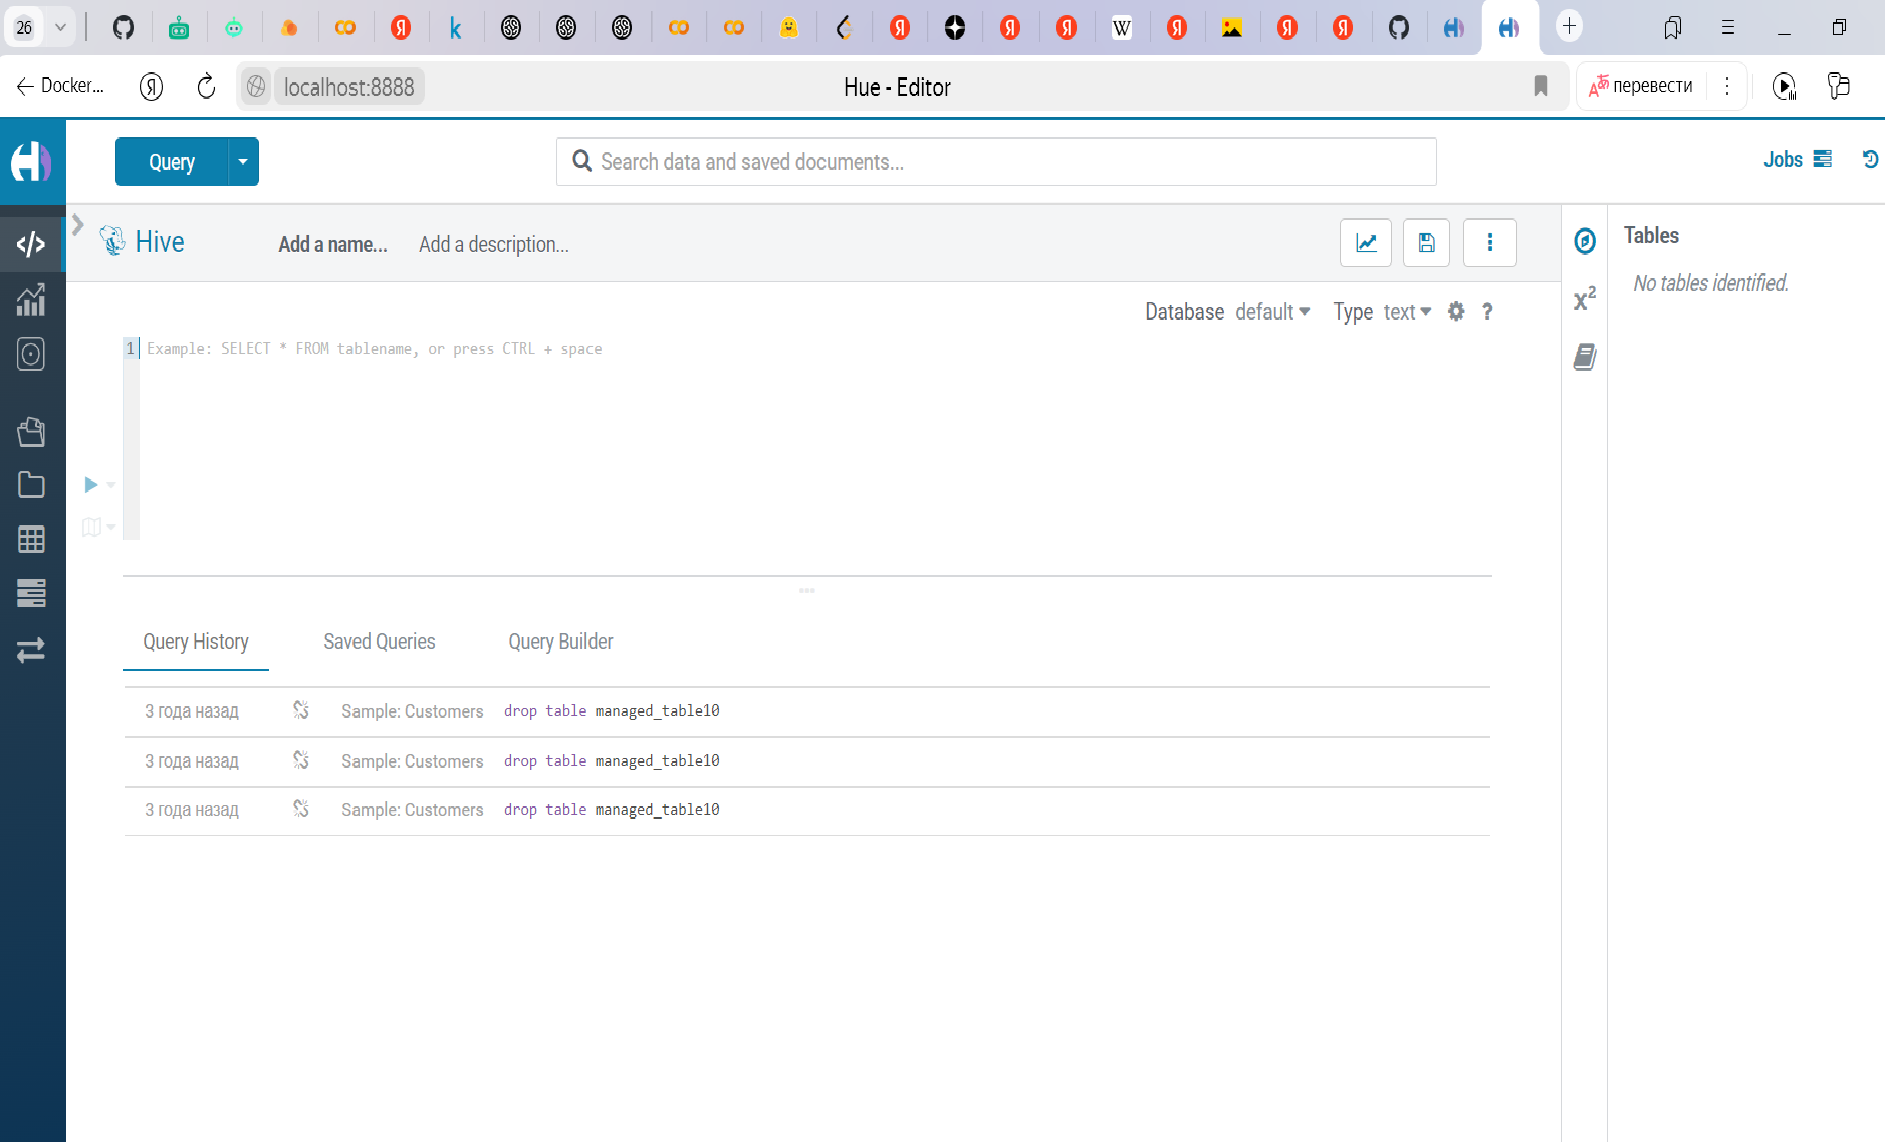 26
Docker...
localhost:8888
Hue - Editor
перевести
Query
Search data and saved documents...
Jobs
Hive
Add a name...
Add a description...
Tables
No tables identified.
Database default
Type text
?
x²
1
Example: SELECT * FROM tablename, or press CTRL + space
Query History
Saved Queries
Query Builder
3 года назад Sample: Customers drop table managed_table10
3 года назад Sample: Customers drop table managed_table10
3 года назад Sample: Customers drop table managed_table10